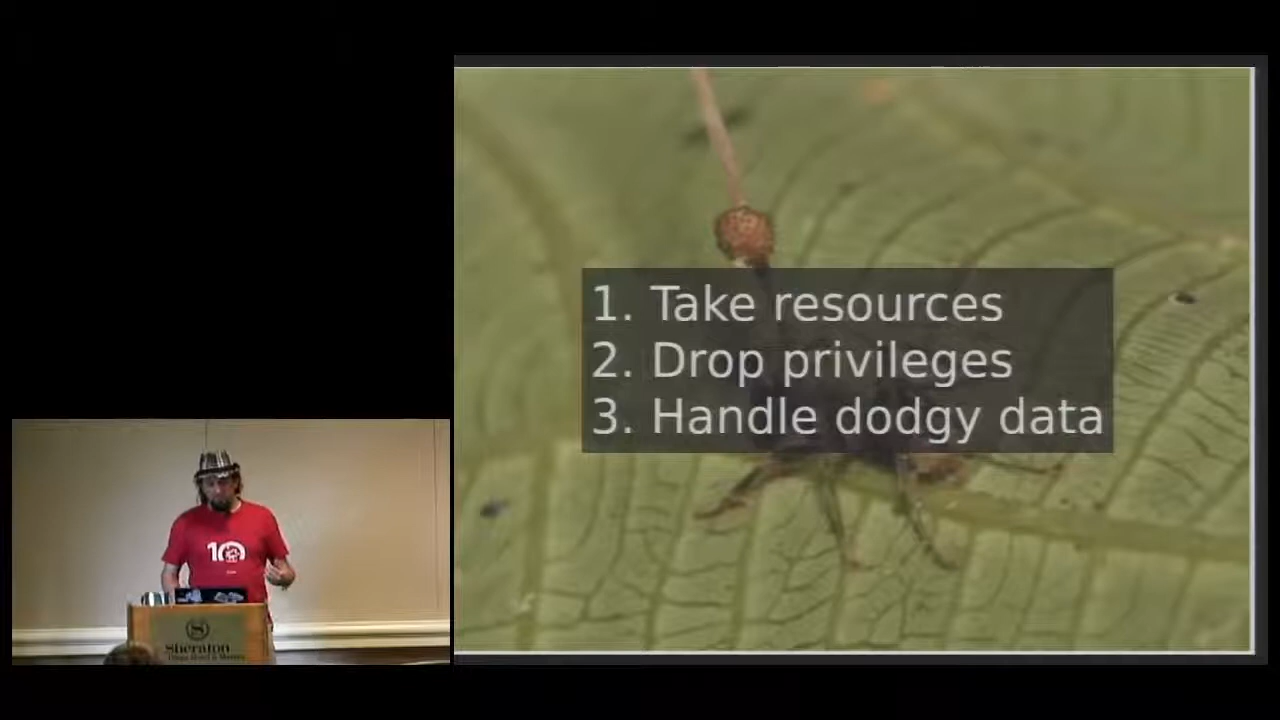 1. Take resources
2. Drop privileges
3. Handle dodgy data
10
Sheraton